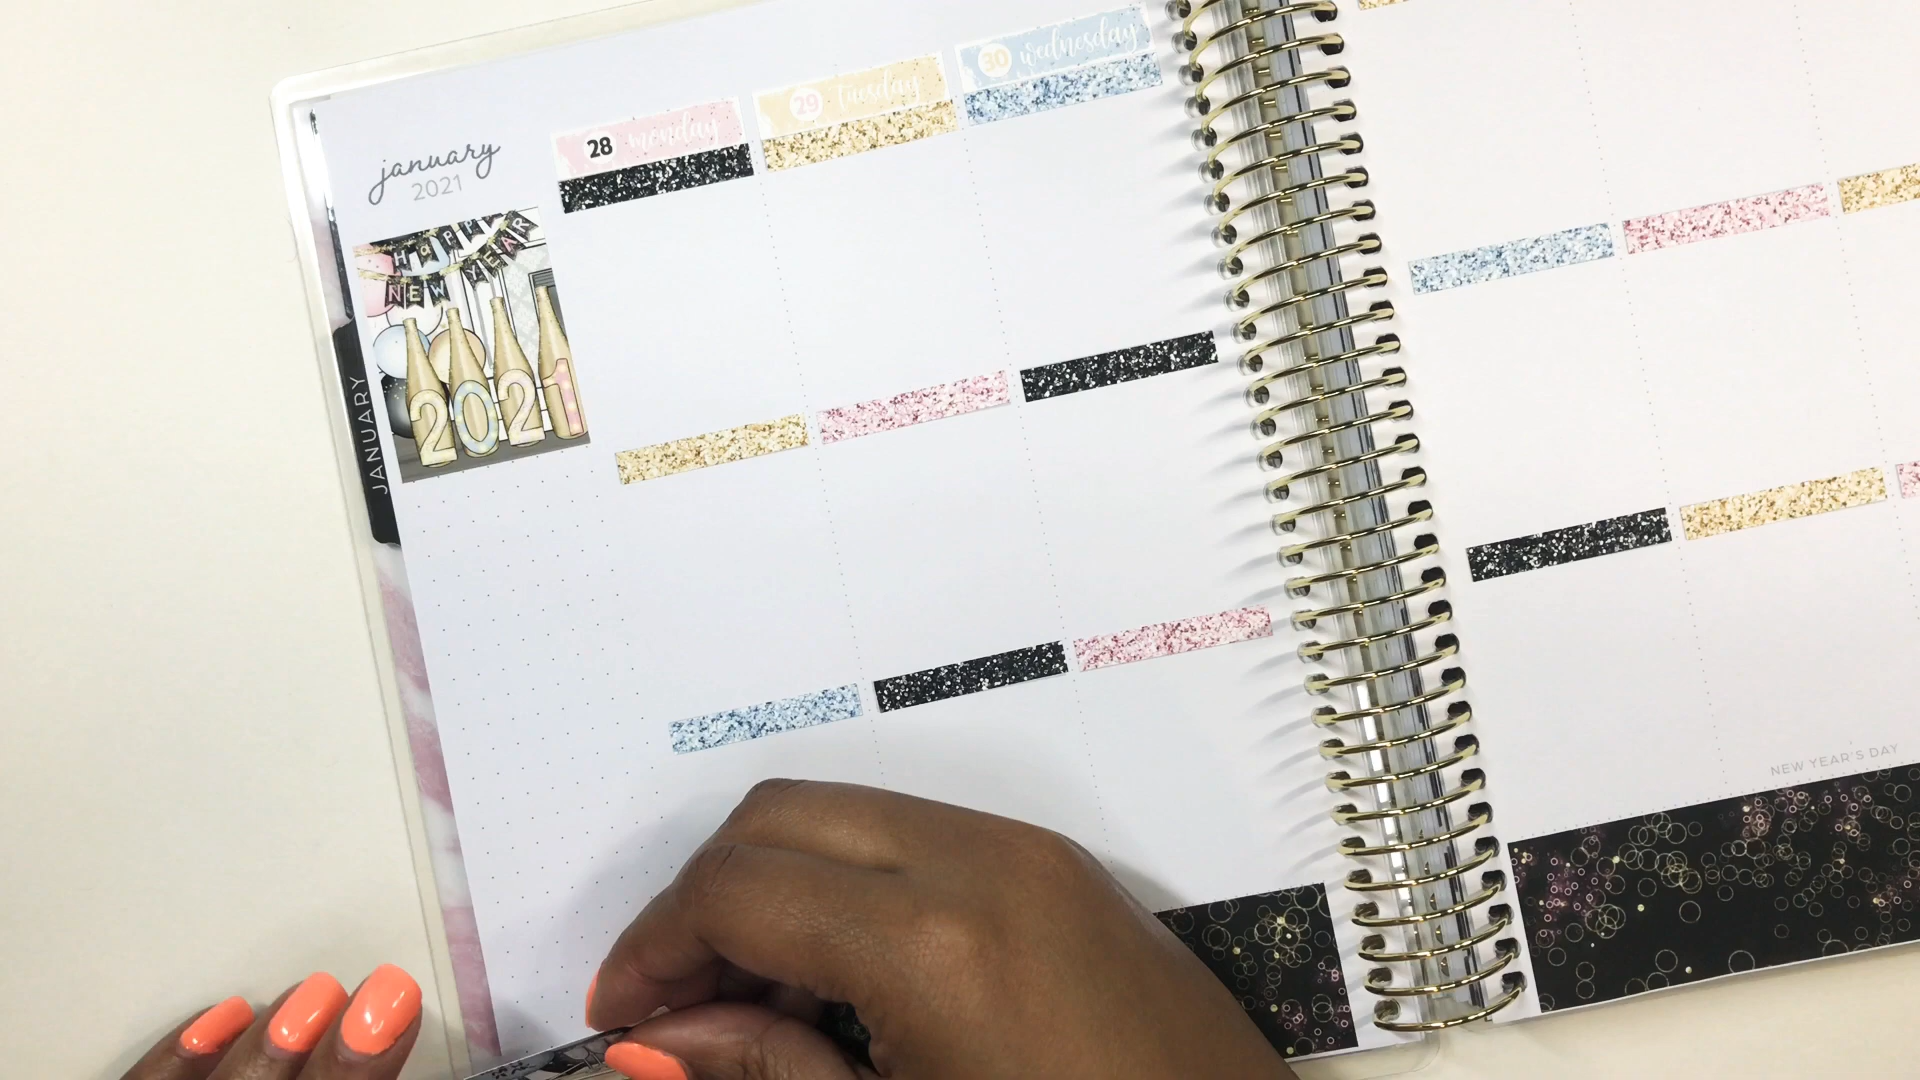 january
2021
28 monday
29 tuesday
30 wednesday
HAPPY
NEW YEAR
2021
JANUARY
NEW YEAR'S DAY